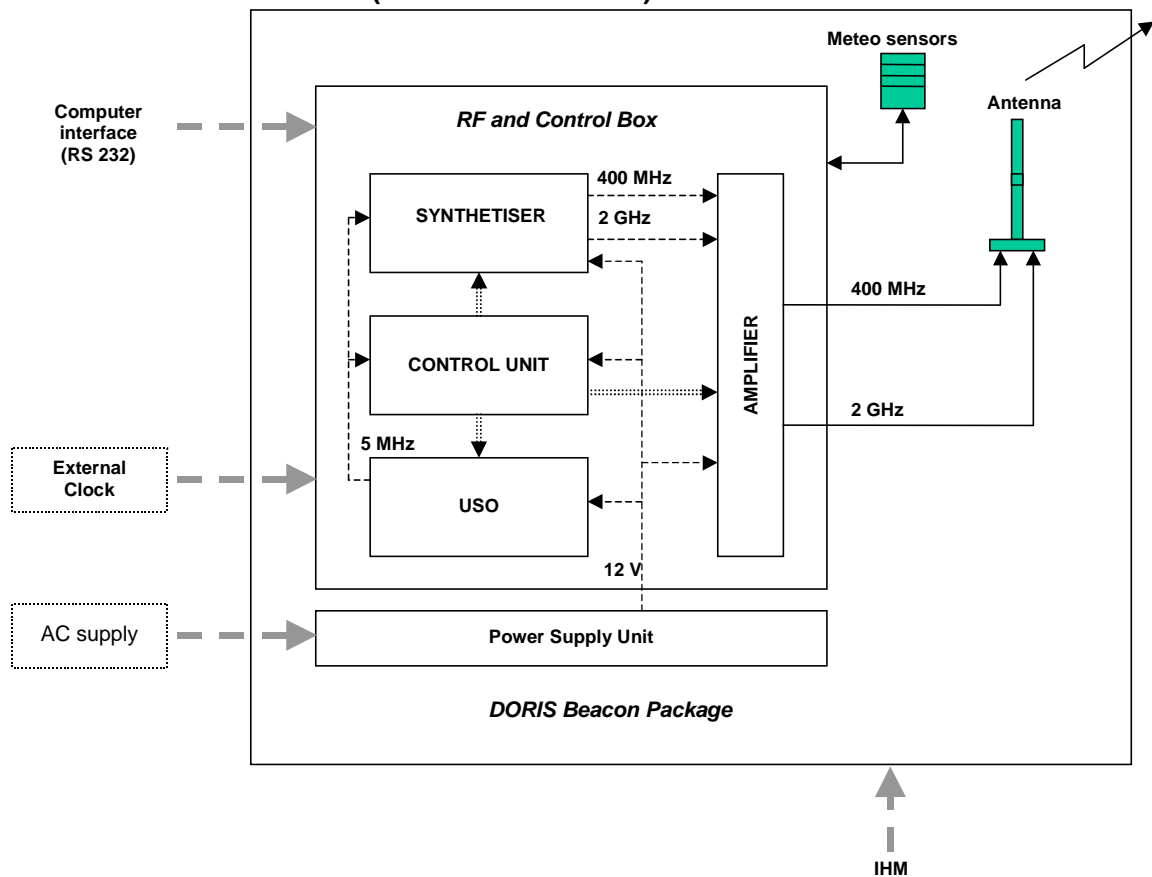 Meteo sensors
Antenna
Computer
interface
(RS 232)
RF and Control Box
SYNTHETISER
400 MHz
2 GHz
AMPLIFIER
400 MHz
CONTROL UNIT
2 GHz
5 MHz
External
Clock
USO
12 V
AC supply
Power Supply Unit
DORIS Beacon Package
IHM